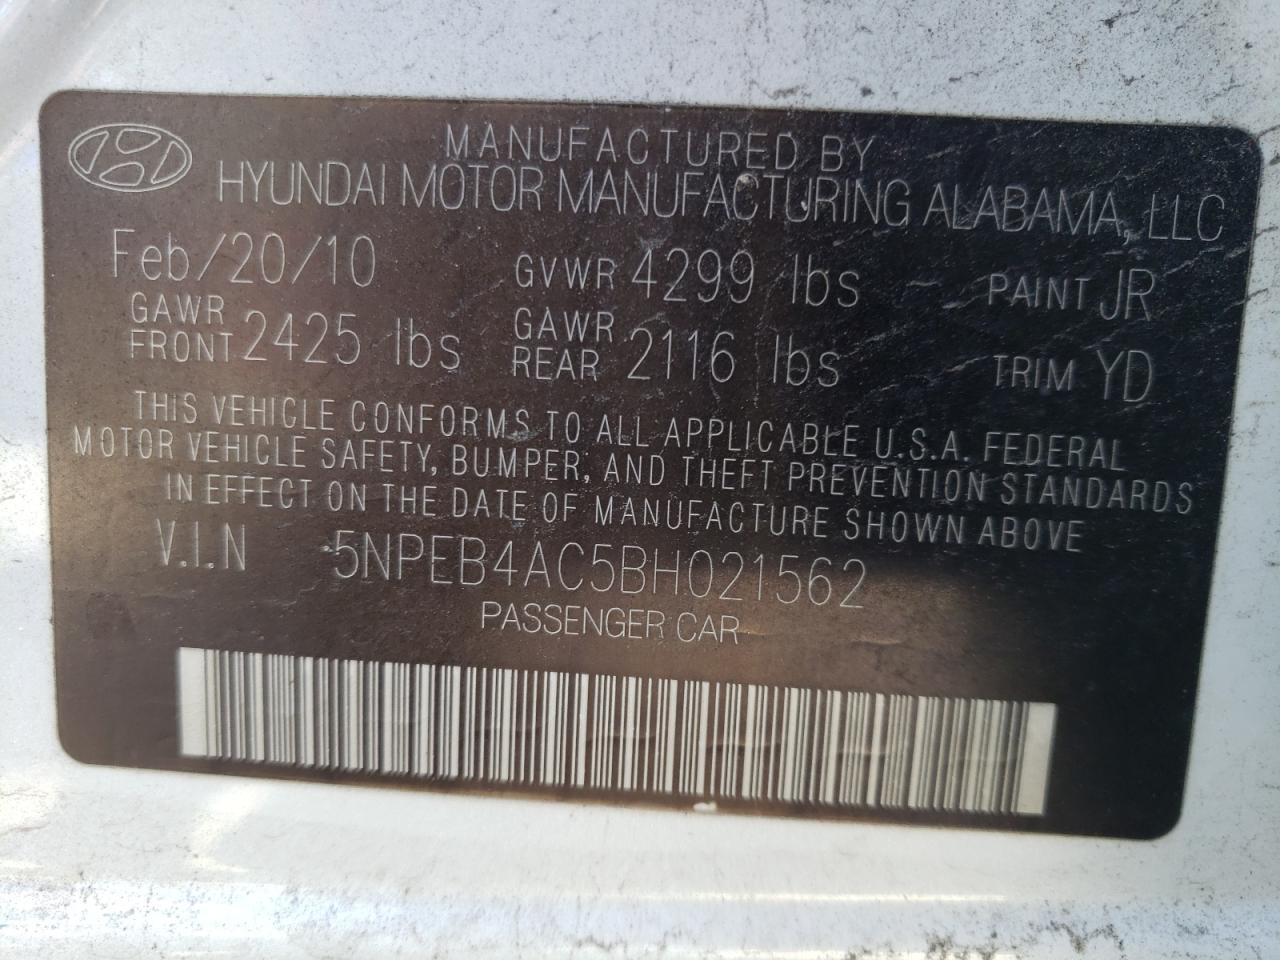 MANUFACTURED BY
HYUNDAI MOTOR MANUFACTURING ALABAMA, LLC
Feb/20/10 GVWR 4299 lbs PAINT JR
GAWR FRONT 2425 lbs GAWR REAR 2116 lbs TRIM YD
THIS VEHICLE CONFORMS TO ALL APPLICABLE U.S.A. FEDERAL
MOTOR VEHICLE SAFETY, BUMPER, AND THEFT PREVENTION STANDARDS
IN EFFECT ON THE DATE OF MANUFACTURE SHOWN ABOVE
V.I.N 5NPEB4AC5BH021562
PASSENGER CAR